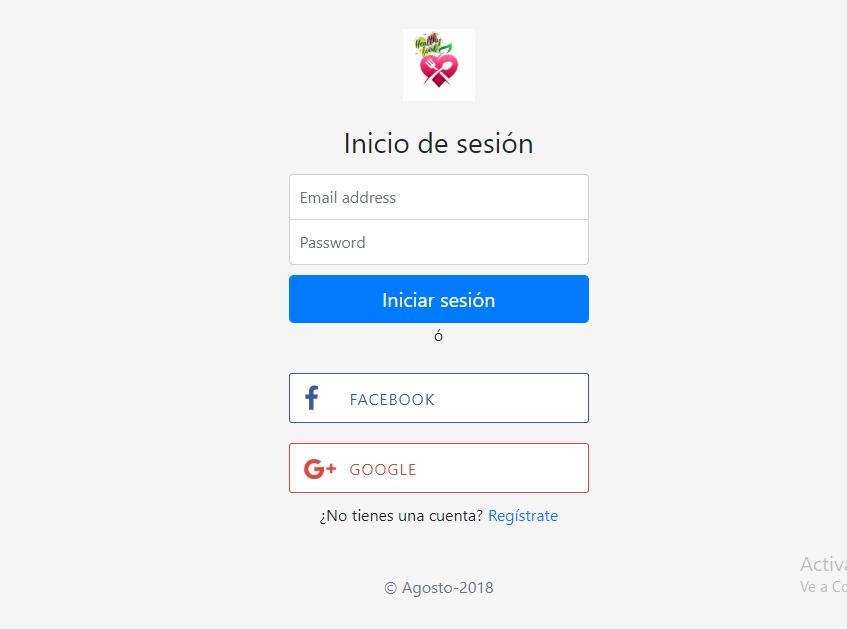 Healthy
food
Inicio de sesión
Email address
Password
Iniciar sesión
ó
FACEBOOK
G+ GOOGLE
¿No tienes una cuenta? Regístrate
Activa
Ve a Co
© Agosto-2018